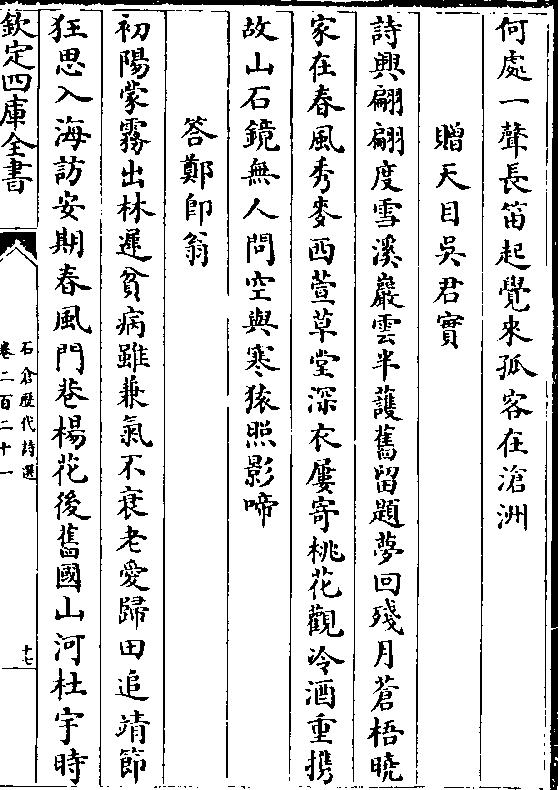 何處一聲長笛起覺來孤客在滄洲
贈天目吳君實
詩興翩翩度雪溪巖雲半護舊留題夢回殘月蒼梧曉
家在春風秀麥西萱草堂深衣屢寄桃花觀冷酒重攜
故山石鏡無人問空與寒猿照影啼
答鄭卽翁
初陽蒙霧出林遲貧病雖兼氣不衰老愛歸田追靖節
狂思入海訪安期春風門巷楊花後舊國山河杜宇時
欽定四庫全書
石倉歷代詩選
卷二百二十一
十七